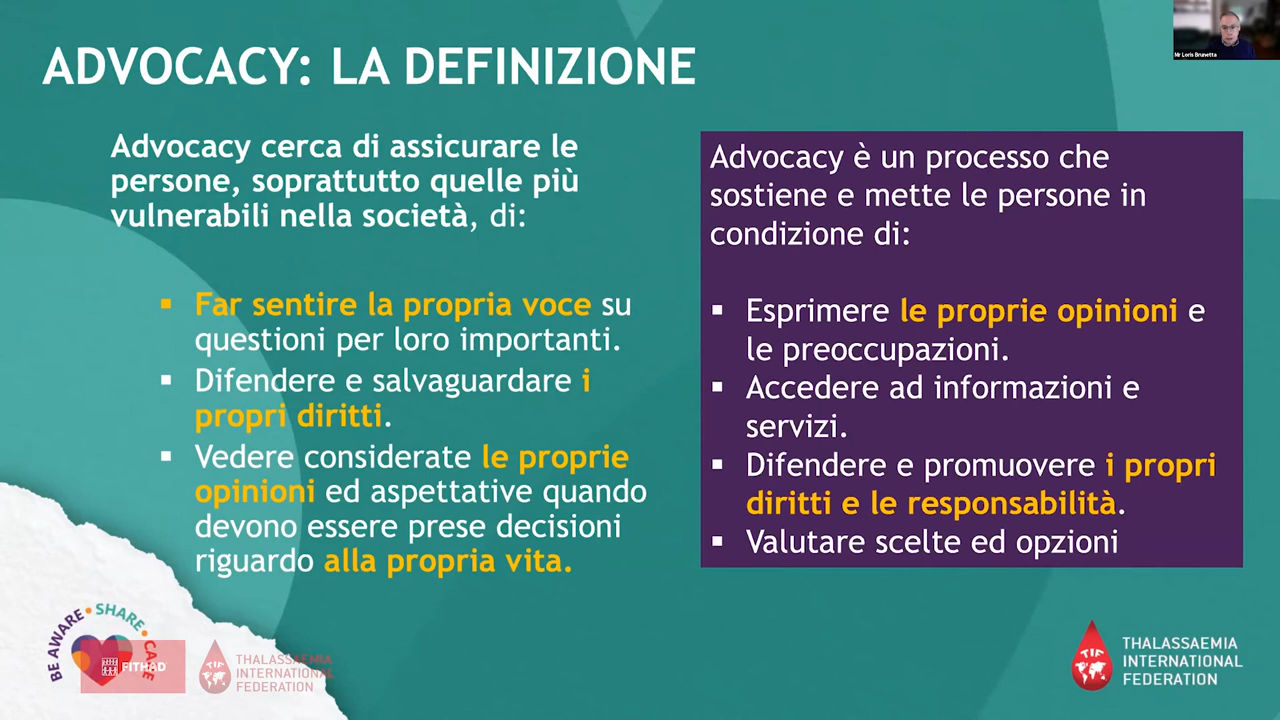 ADVOCACY: LA DEFINIZIONE
Mr Loris Brunetta
Advocacy cerca di assicurare le
persone, soprattutto quelle più
vulnerabili nella società, di:
▪ Far sentire la propria voce su
questioni per loro importanti.
▪ Difendere e salvaguardare i
propri diritti.
▪ Vedere considerate le proprie
opinioni ed aspettative quando
devono essere prese decisioni
riguardo alla propria vita.
Advocacy è un processo che
sostiene e mette le persone in
condizione di:
▪ Esprimere le proprie opinioni e
le preoccupazioni.
▪ Accedere ad informazioni e
servizi.
▪ Difendere e promuovere i propri
diritti e le responsabilità.
▪ Valutare scelte ed opzioni
BE AWARE • SHARE • CARE
FITHAD
TIF
THALASSAEMIA
INTERNATIONAL
FEDERATION
TIF
THALASSAEMIA
INTERNATIONAL
FEDERATION